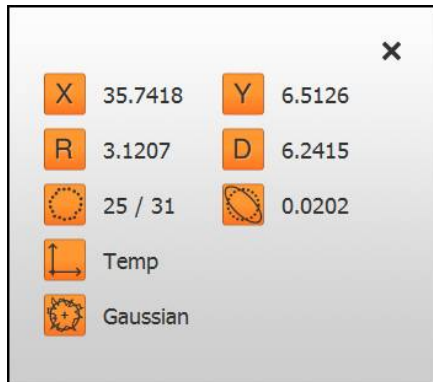 X 35.7418 Y 6.5126
R 3.1207 D 6.2415
25 / 31 0.0202
Temp
Gaussian